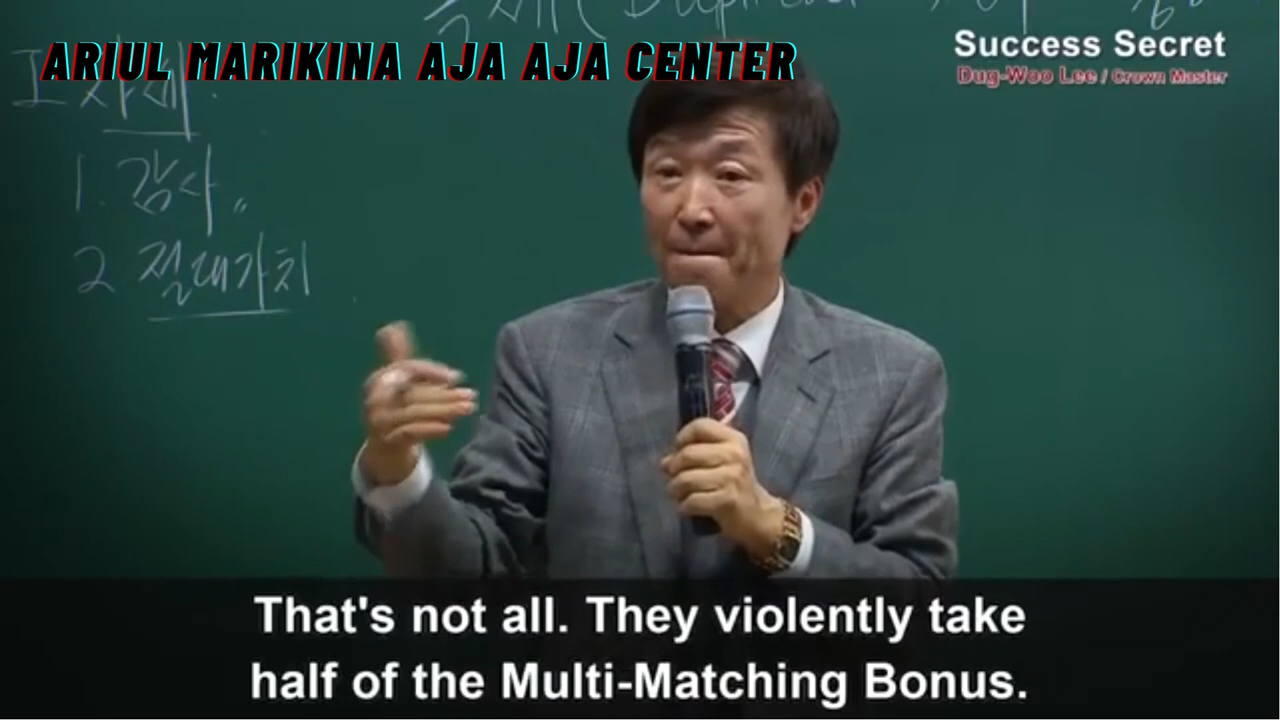 ARIUL MARIKINA AJA AJA CENTER
Success Secret
Dug-Woo Lee / Crown Master
1. 감사
2 절대가치
That's not all. They violently take
half of the Multi-Matching Bonus.